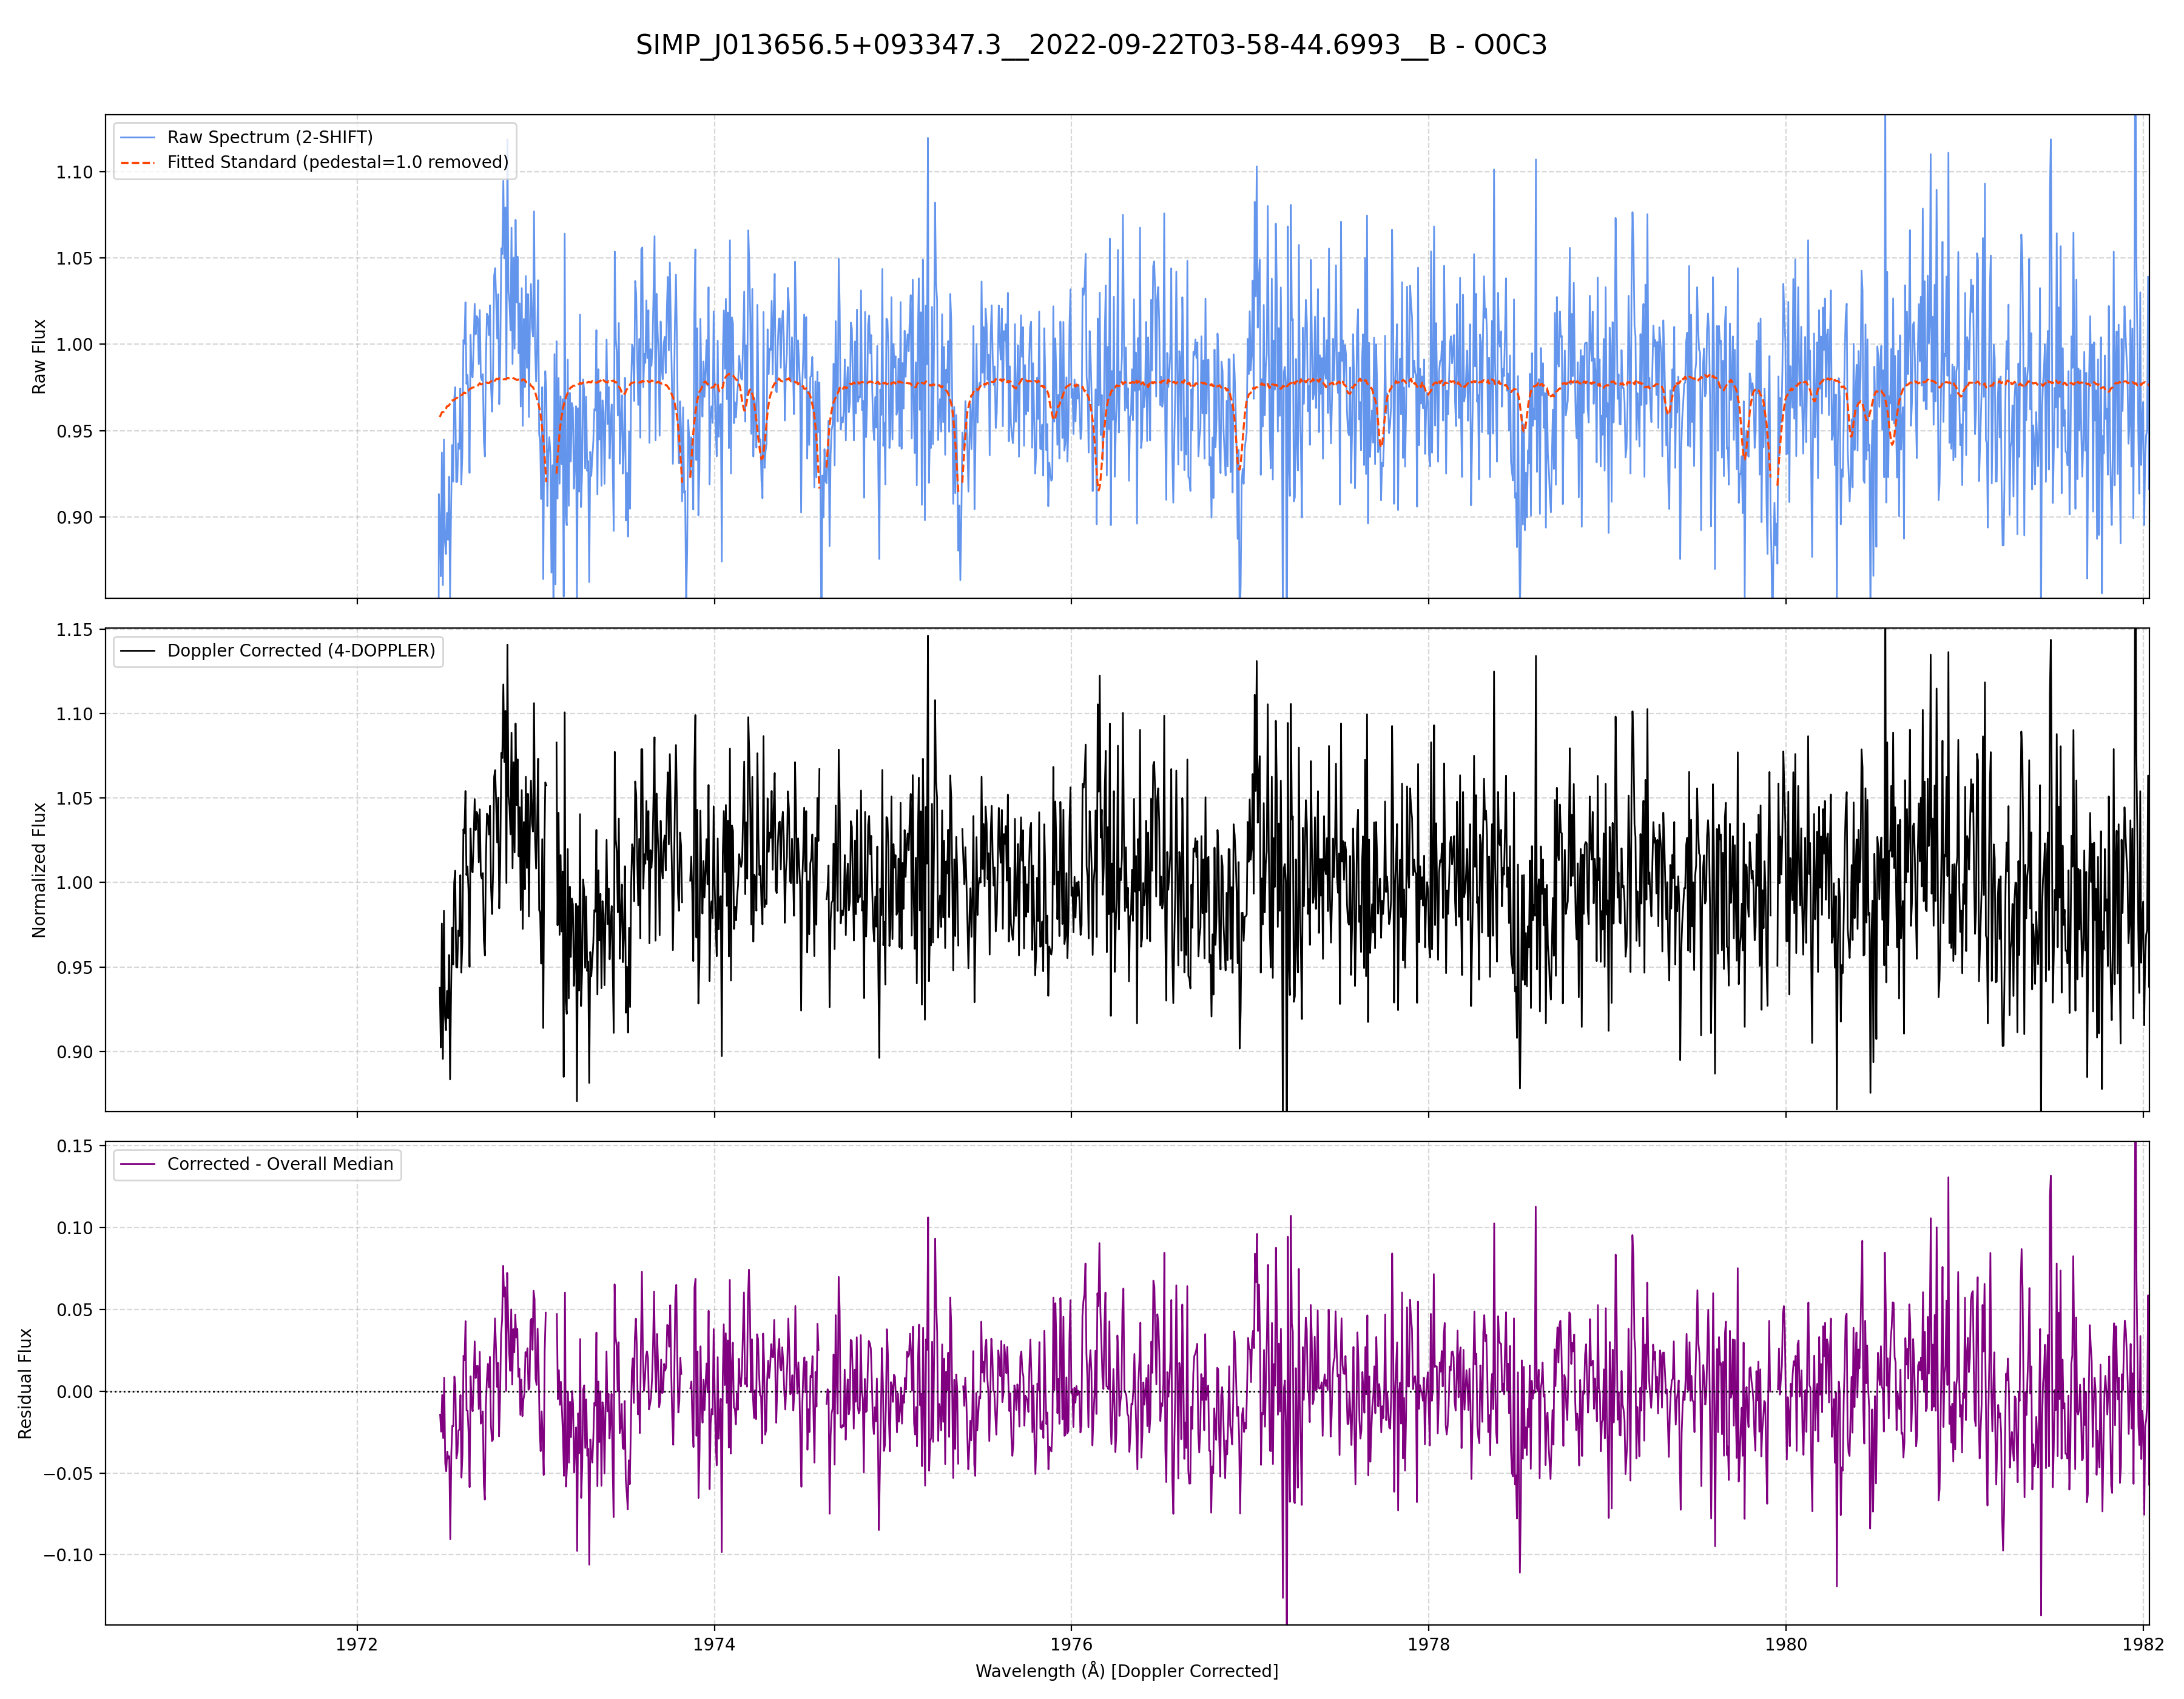 SIMP_J013656.5+093347.3__2022-09-22T03-58-44.6993__B - O0C3
Raw Spectrum (2-SHIFT)
Fitted Standard (pedestal=1.0 removed)
Raw Flux
1.10
1.05
1.00
0.95
0.90
Doppler Corrected (4-DOPPLER)
Normalized Flux
1.15
1.10
1.05
1.00
0.95
0.90
Corrected - Overall Median
Residual Flux
0.15
0.10
0.05
0.00
−0.05
−0.10
1972
1974
1976
1978
1980
1982
Wavelength (Å) [Doppler Corrected]